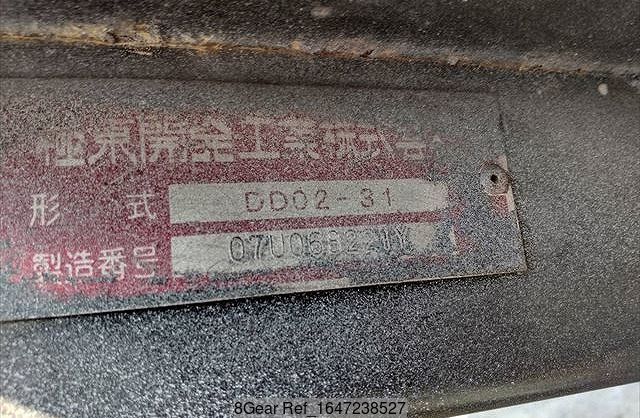 極東開発工業株式会社
形 式 DD02-31
製造番号
8Gear Ref_1647238527